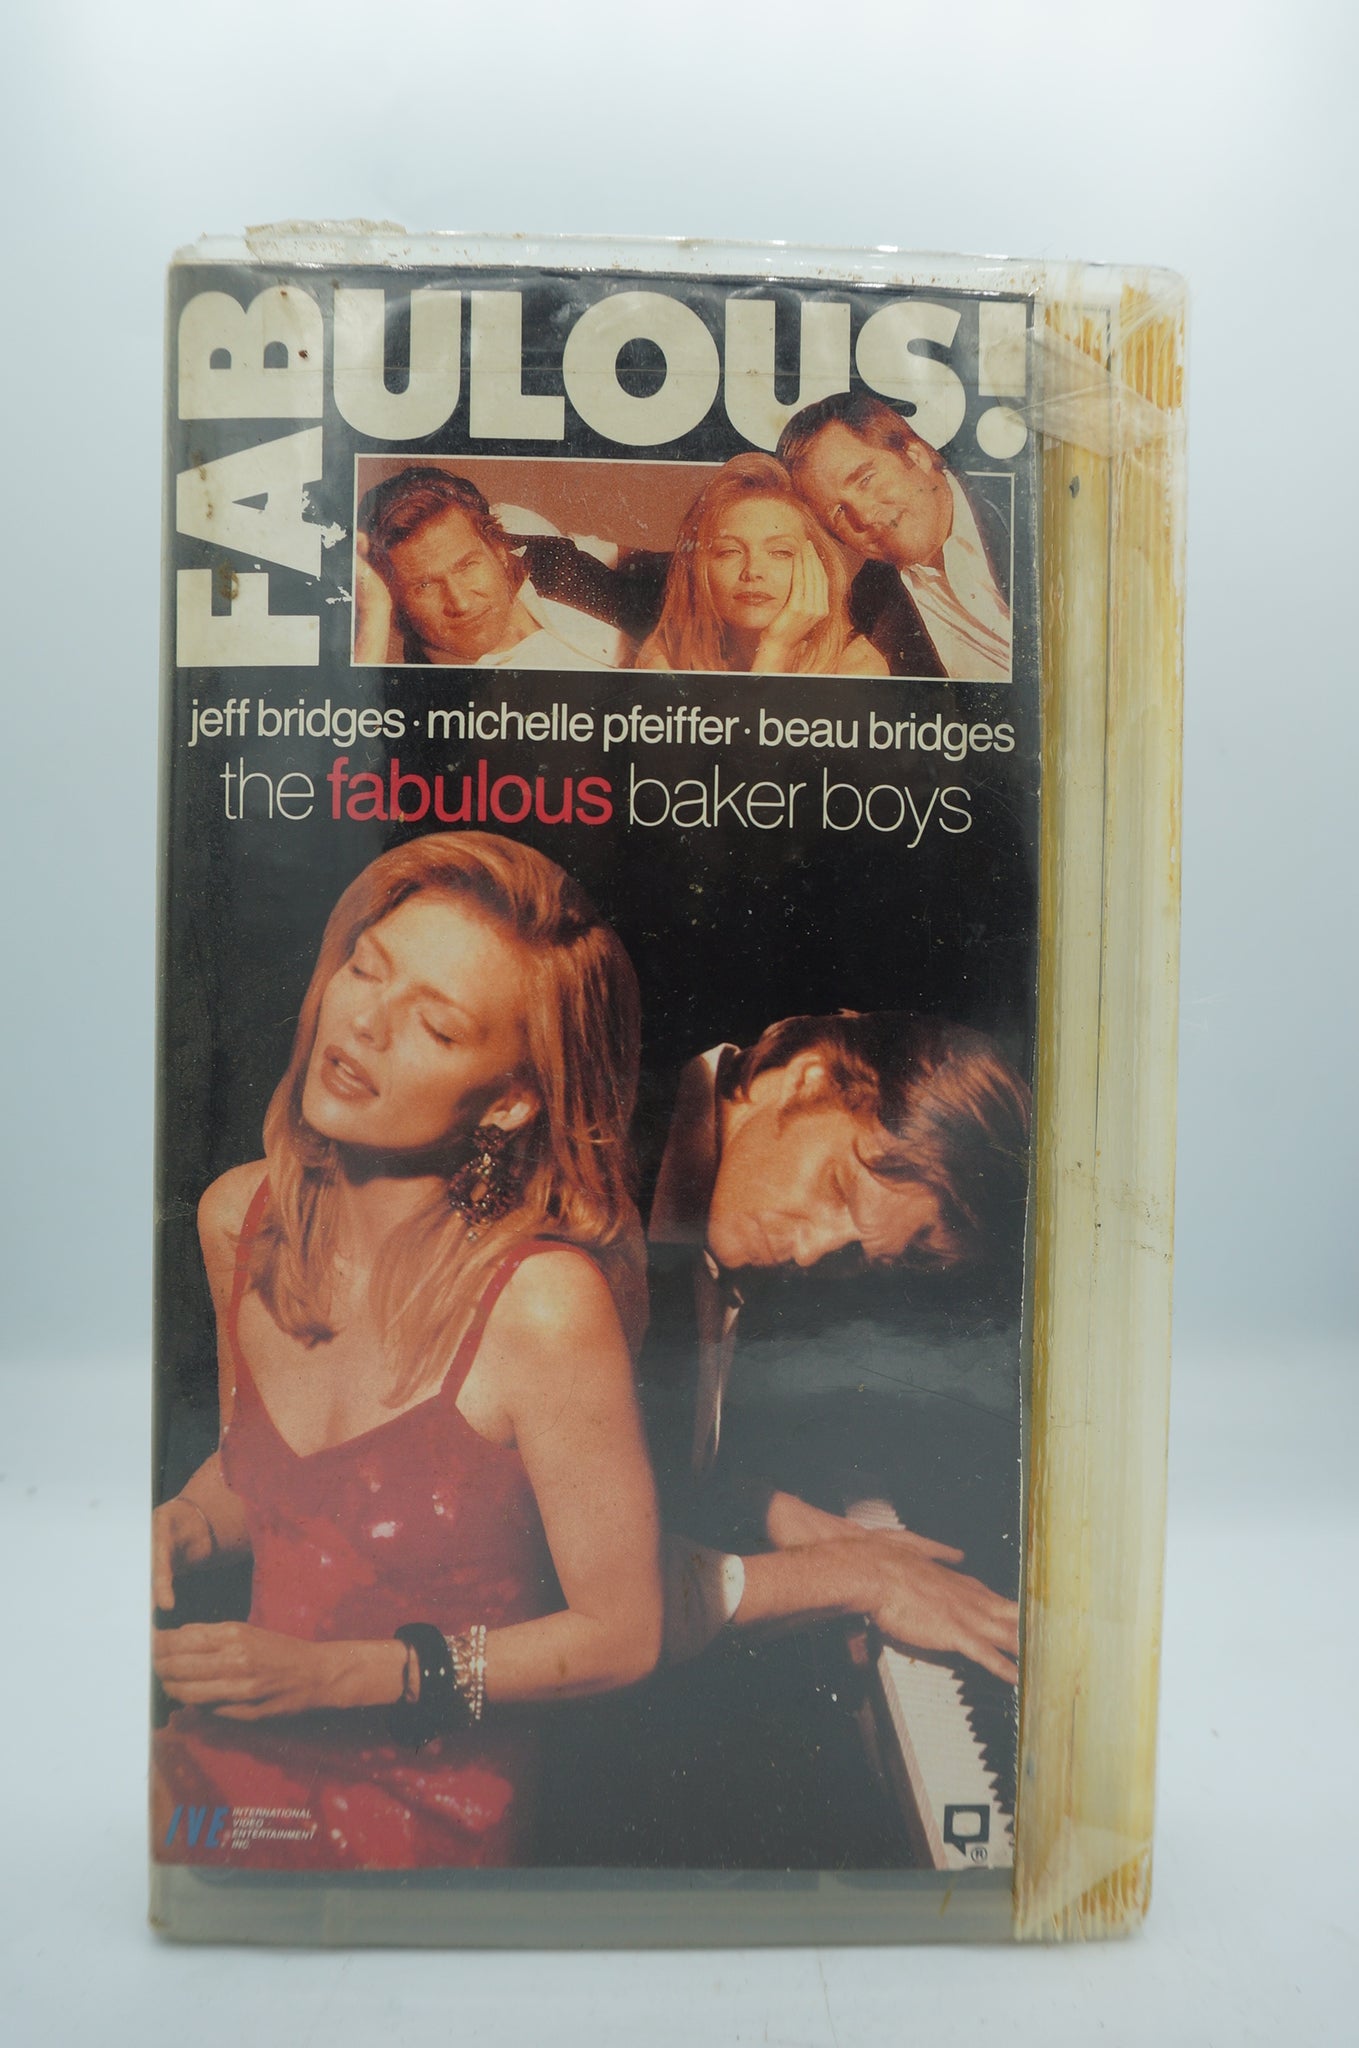 FABULOUS!
jeff bridges · michelle pfeiffer · beau bridges
the fabulous baker boys
IVE
INTERNATIONAL
VIDEO
ENTERTAINMENT
INC.
®